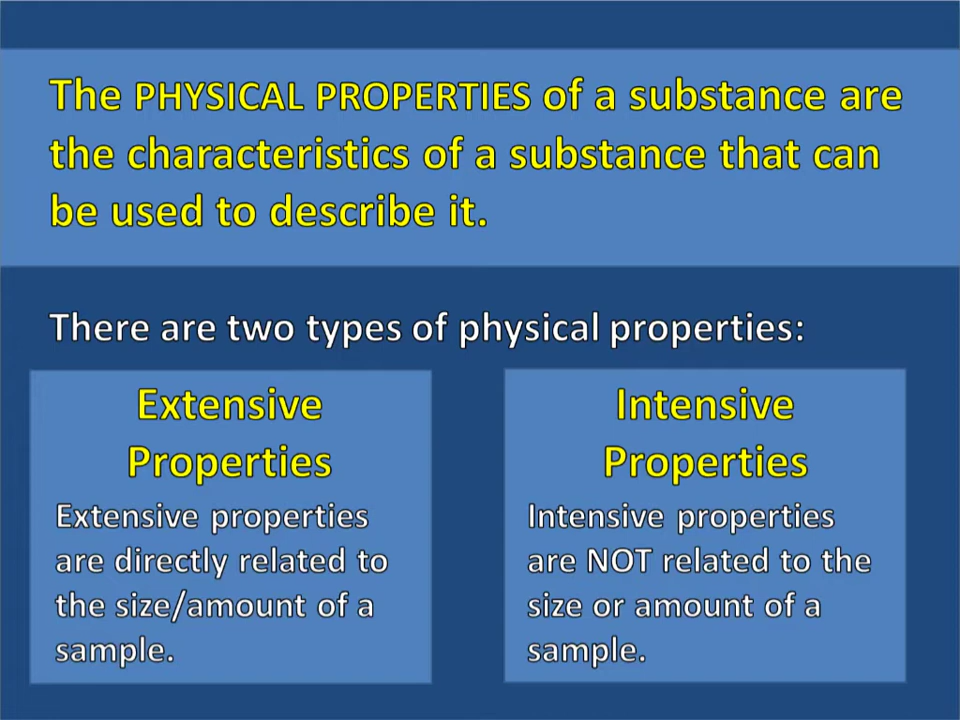 The PHYSICAL PROPERTIES of a substance are
the characteristics of a substance that can
be used to describe it.
There are two types of physical properties:
Extensive
Properties
Extensive properties
are directly related to
the size/amount of a
sample.
Intensive
Properties
Intensive properties
are NOT related to the
size or amount of a
sample.